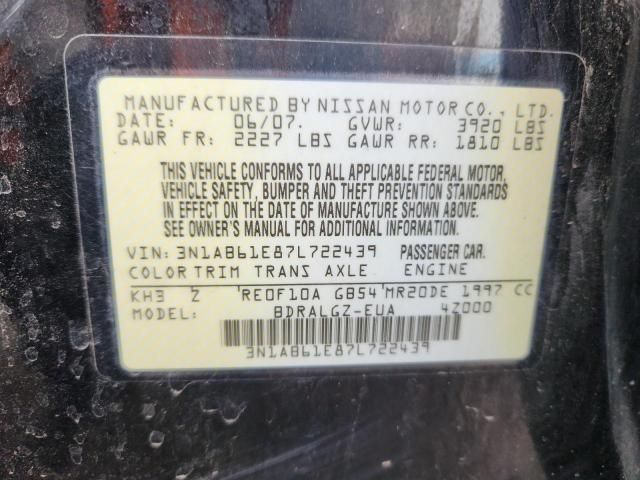 MANUFACTURED BY NISSAN MOTOR CO., LTD.
DATE: 06/07. GVWR: 3920 LBS
GAWR FR: 2227 LBS GAWR RR: 1810 LBS
THIS VEHICLE CONFORMS TO ALL APPLICABLE FEDERAL MOTOR
VEHICLE SAFETY, BUMPER AND THEFT PREVENTION STANDARDS
IN EFFECT ON THE DATE OF MANUFACTURE SHOWN ABOVE.
SEE OWNER'S MANUAL FOR ADDITIONAL INFORMATION.
VIN: 3N1AB61E87L722439 PASSENGER CAR.
COLOR TRIM TRANS AXLE ENGINE
KH3 Z RE0F10A GB54 MR20DE 1997 CC
MODEL: BDRALGZ-EUA 4Z000
3N1AB61E87L722439